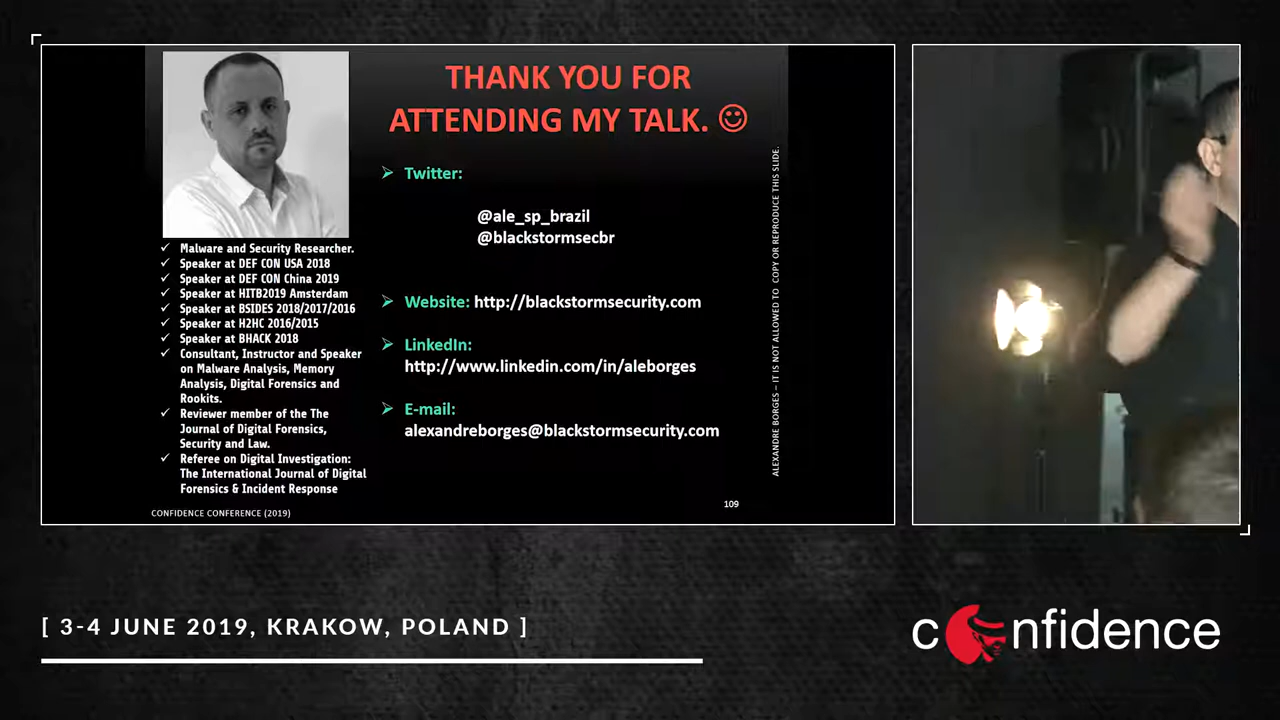 THANK YOU FOR
ATTENDING MY TALK. ☺
➢ Twitter:
@ale_sp_brazil
@blackstormsecbr
➢ Website: http://blackstormsecurity.com
➢ LinkedIn:
http://www.linkedin.com/in/aleborges
➢ E-mail:
alexandreborges@blackstormsecurity.com
✓ Malware and Security Researcher.
✓ Speaker at DEF CON USA 2018
✓ Speaker at DEF CON China 2019
✓ Speaker at HITB2019 Amsterdam
✓ Speaker at BSIDES 2018/2017/2016
✓ Speaker at H2HC 2016/2015
✓ Speaker at BHACK 2018
✓ Consultant, Instructor and Speaker
on Malware Analysis, Memory
Analysis, Digital Forensics and
Rookits.
✓ Reviewer member of the The
Journal of Digital Forensics,
Security and Law.
✓ Referee on Digital Investigation:
The International Journal of Digital
Forensics & Incident Response
ALEXANDRE BORGES – IT IS NOT ALLOWED TO COPY OR REPRODUCE THIS SLIDE.
109
CONFIDENCE CONFERENCE (2019)
[ 3-4 JUNE 2019, KRAKOW, POLAND ]
confidence